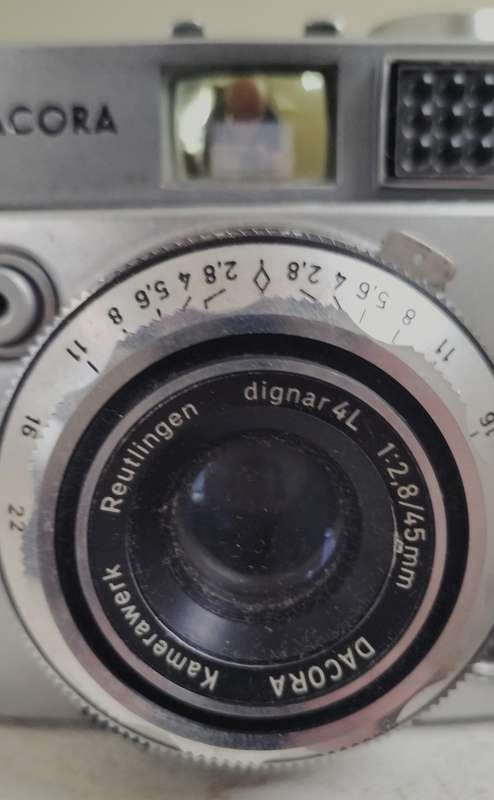 ACORA
22 16 11 8 5,6 4 2,8 2,8 4 5,6 8 11 16
dignar 4L 1:2,8/45mm
DACORA Kamerawerk Reutlingen